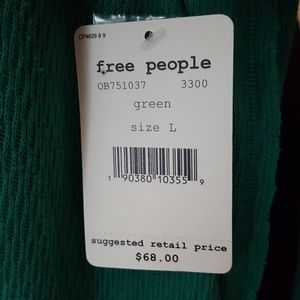 CP4629.8.9
free people
OB751037 3300
green
size L
1 90380 10355 9
suggested retail price
$68.00